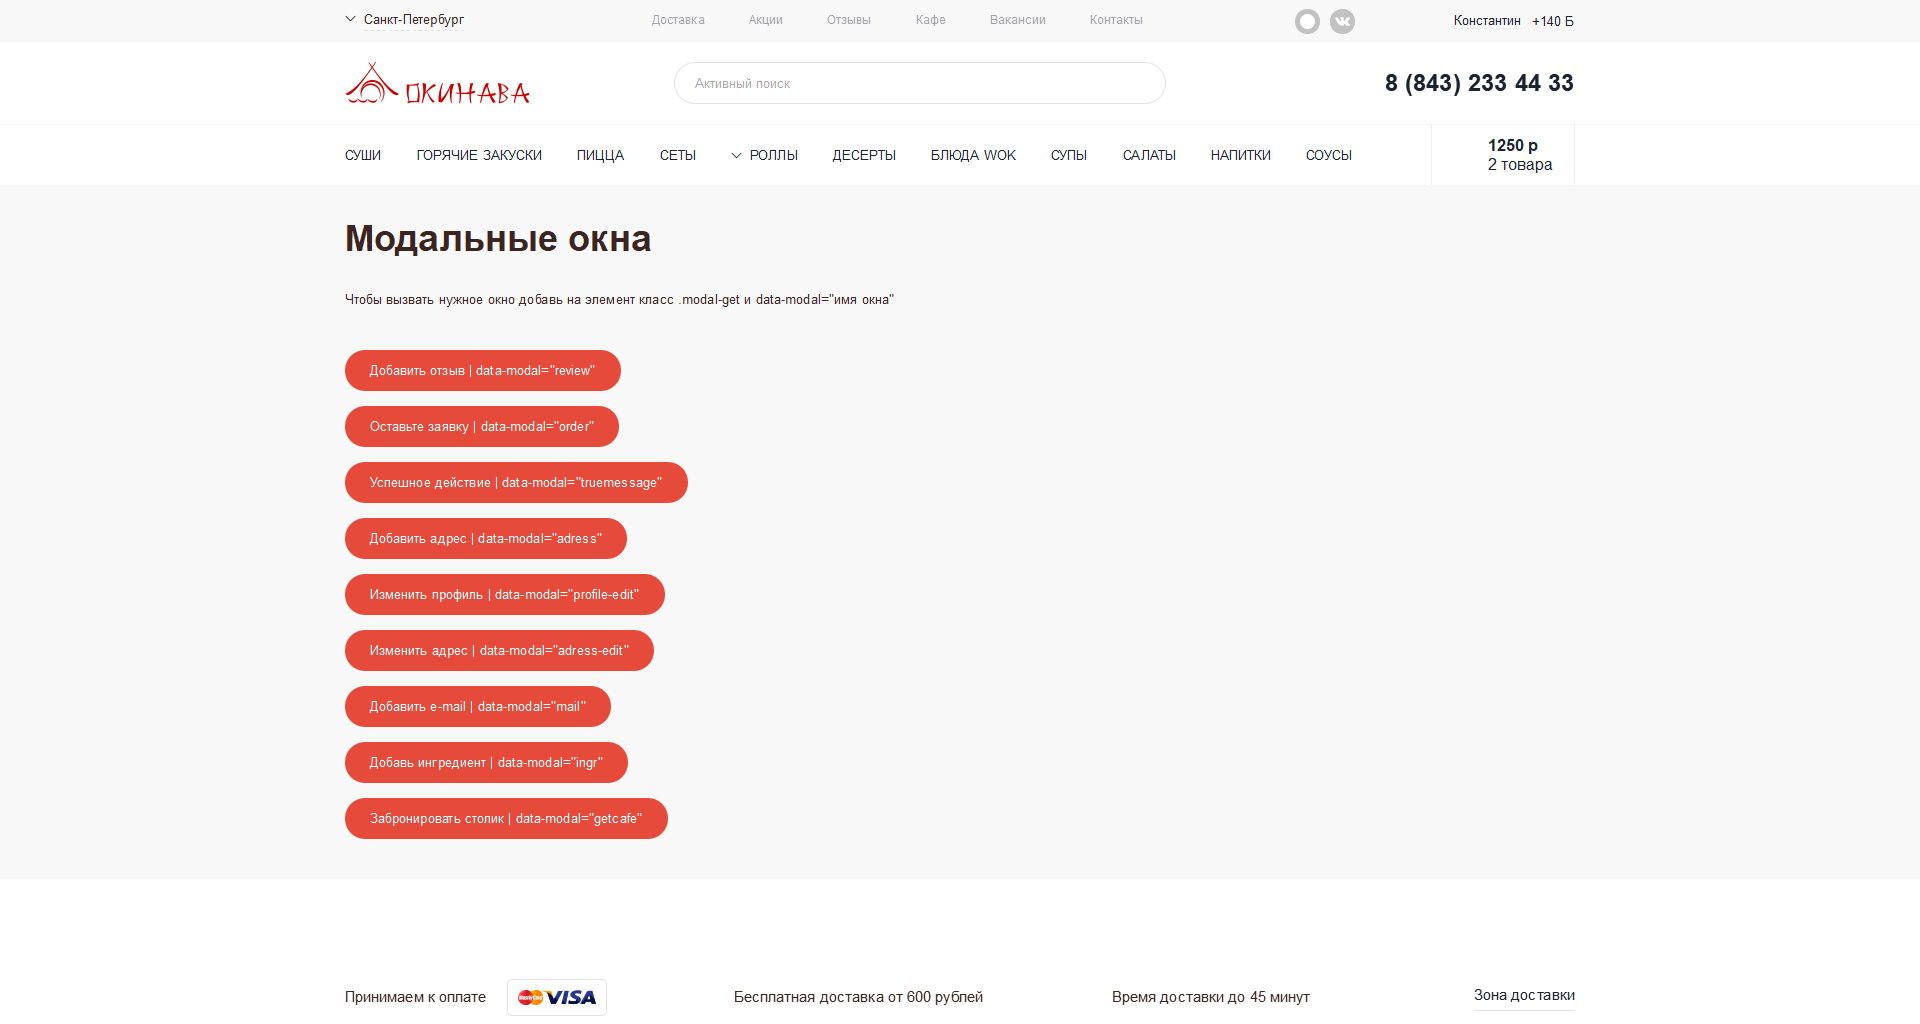 Санкт-Петербург
Доставка Акции Отзывы Кафе Вакансии Контакты
Константин +140 Б
ОКИНАВА
Активный поиск
8 (843) 233 44 33
СУШИ ГОРЯЧИЕ ЗАКУСКИ ПИЦЦА СЕТЫ РОЛЛЫ ДЕСЕРТЫ БЛЮДА WOK СУПЫ САЛАТЫ НАПИТКИ СОУСЫ
1250 р
2 товара
Модальные окна
Чтобы вызвать нужное окно добавь на элемент класс .modal-get и data-modal="имя окна"
Добавить отзыв | data-modal="review"
Оставьте заявку | data-modal="order"
Успешное действие | data-modal="truemessage"
Добавить адрес | data-modal="adress"
Изменить профиль | data-modal="profile-edit"
Изменить адрес | data-modal="adress-edit"
Добавить e-mail | data-modal="mail"
Добавь ингредиент | data-modal="ingr"
Забронировать столик | data-modal="getcafe"
Принимаем к оплате MasterCard VISA Бесплатная доставка от 600 рублей Время доставки до 45 минут Зона доставки